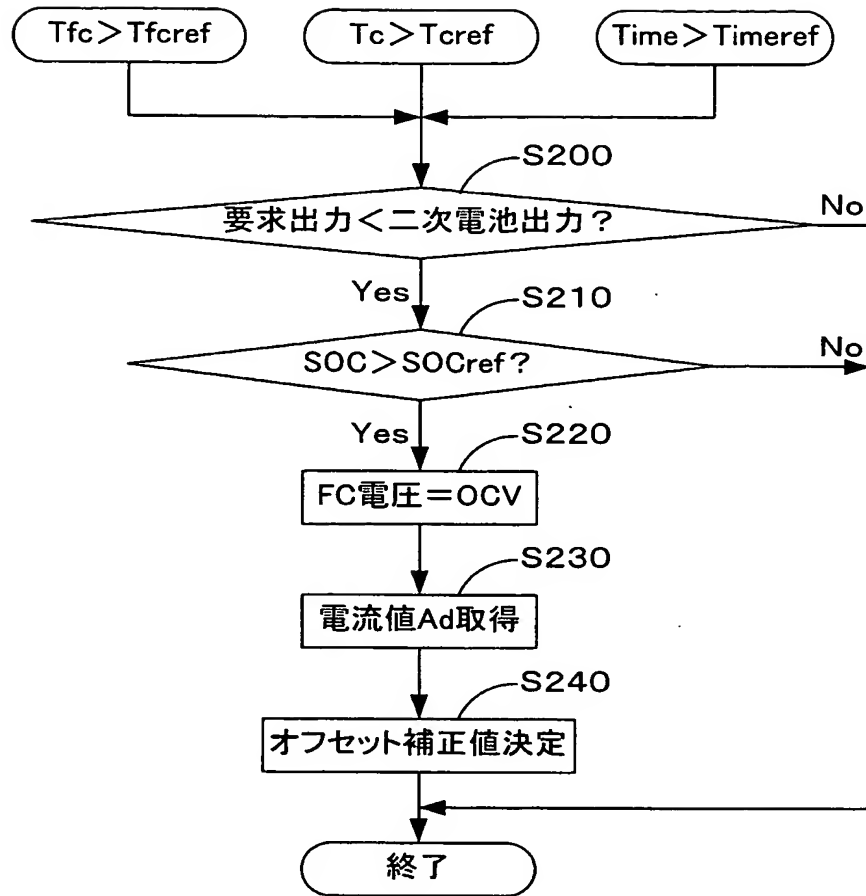 Tfc>Tfcref
Tc>Tcref
Time>Timeref
S200
要求出力<二次電池出力?
No
Yes
S210
SOC>SOCref?
No
Yes
S220
FC電圧=OCV
S230
電流値Ad取得
S240
オフセット補正値決定
終了